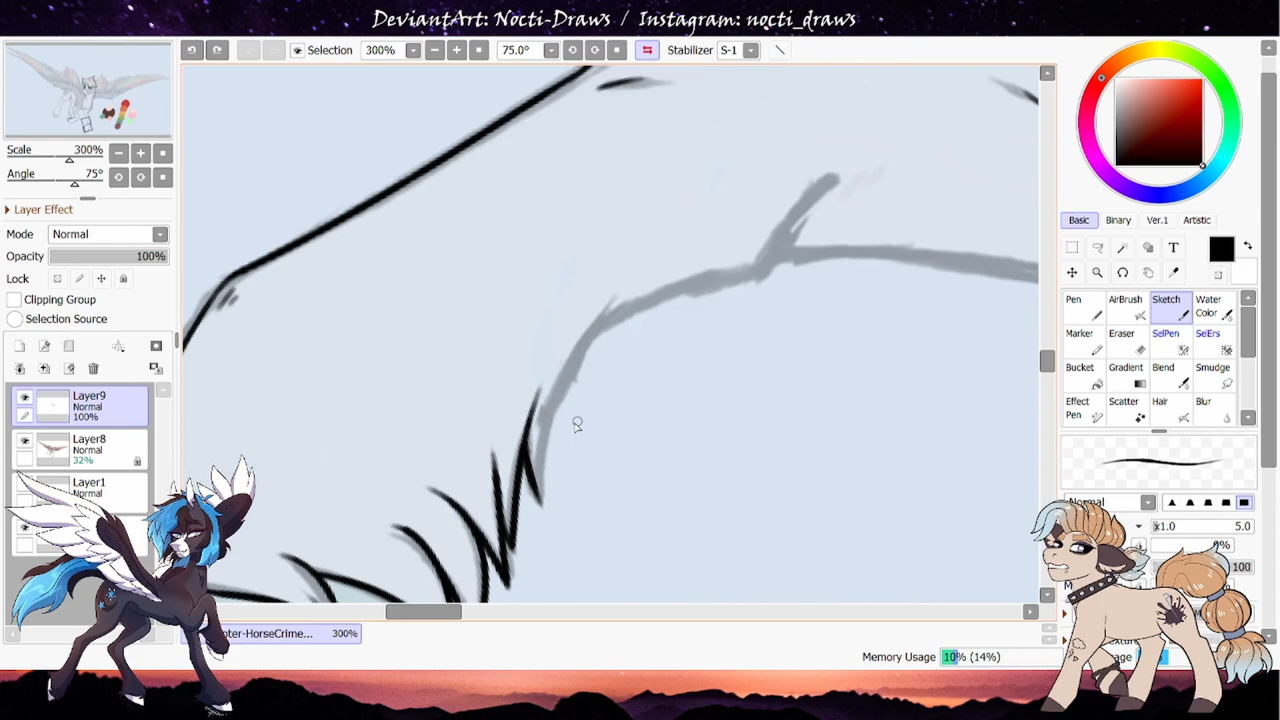 DeviantArt: Nocti-Draws / Instagram: nocti_draws
Selection 300% 75.0° Stabilizer S-1
Scale 300%
Angle 75°
Layer Effect
Mode Normal
Opacity 100%
Lock
Clipping Group
Selection Source
Layer9
Normal
100%
Layer8
Normal
32%
Layer1
Normal
Basic Binary Ver.1 Artistic
T
Pen AirBrush Sketch Water Color
Marker Eraser SelPen SelErs
Bucket Gradient Blend Smudge
Effect Pen Scatter Hair Blur
Normal
x1.0 5.0
0%
100
oter-HorseCrime... 300%
Memory Usage 10% (14%)